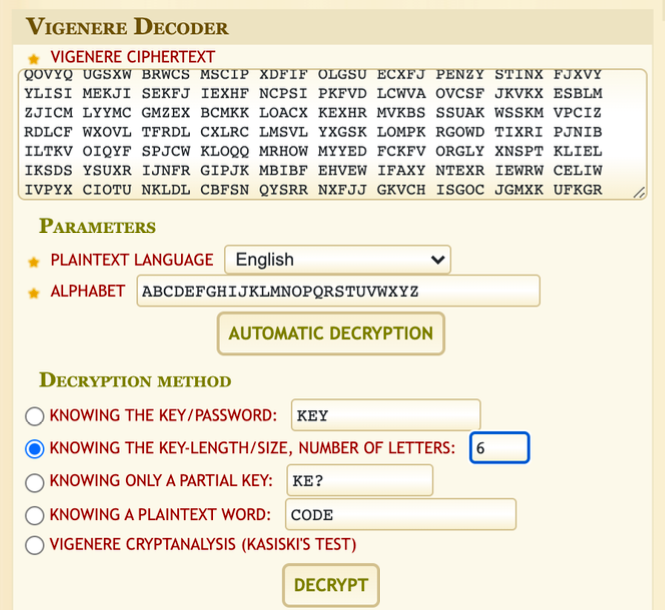 VIGENERE DECODER
VIGENERE CIPHERTEXT
QOVYQ UGSXW BRWCS MSCIP XDFIF OLGSU ECXFJ PENZY STINX FJXVY
YLISI MEKJI SEKFJ IEXHF NCPSI PKFVD LCWVA OVCSF JKVKX ESBLM
ZJICM LYYMC GMZEX BCMKK LOACX KEXHR MVKBS SSUAK WSSKM VPCIZ
RDLCF WXOVL TFRDL CXLRC LMSVL YXGSK LOMPK RGOWD TIXRI PJNIB
ILTKV OIQYF SPJCW KLOQQ MRHOW MYYED FCKFV ORGLY XNSPT KLIEL
IKSDS YSUXR IJNFR GIPJK MBIBF EHVEW IFAXY NTEXR IEWRW CELIW
IVPYX CIOTU NKLDL CBFSN QYSRR NXFJJ GKVCH ISGOC JGMXK UFKGR
PARAMETERS
PLAINTEXT LANGUAGE English
ALPHABET ABCDEFGHIJKLMNOPQRSTUVWXYZ
AUTOMATIC DECRYPTION
DECRYPTION METHOD
KNOWING THE KEY/PASSWORD: KEY
KNOWING THE KEY-LENGTH/SIZE, NUMBER OF LETTERS: 6
KNOWING ONLY A PARTIAL KEY: KE?
KNOWING A PLAINTEXT WORD: CODE
VIGENERE CRYPTANALYSIS (KASISKI'S TEST)
DECRYPT